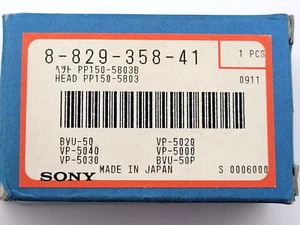 8-829-358-41
1 PCS
ヘッド PP150-5803B
HEAD PP150-5803
0911
BVU-50 VP-5020
VP-5040 VP-5000
VP-5030 BVU-50P
SONY MADE IN JAPAN S 0006000